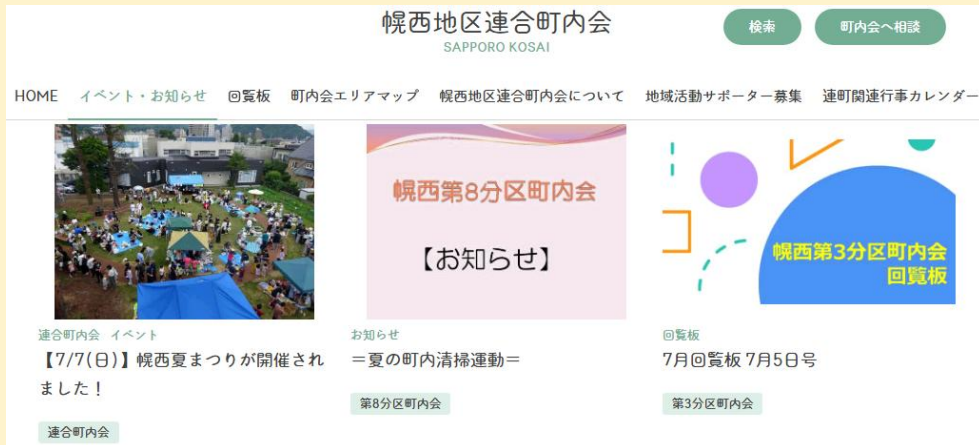 幌西地区連合町内会
SAPPORO KOSAI
検索
町内会へ相談
HOME イベント・お知らせ 回覧板 町内会エリアマップ 幌西地区連合町内会について 地域活動サポーター募集 連町関連行事カレンダー
幌西第8分区町内会
【お知らせ】
幌西第3分区町内会
回覧板
連合町内会 イベント
【7/7(日)】幌西夏まつりが開催され
ました！
連合町内会
お知らせ
＝夏の町内清掃運動＝
第8分区町内会
回覧板
7月回覧板 7月5日号
第3分区町内会